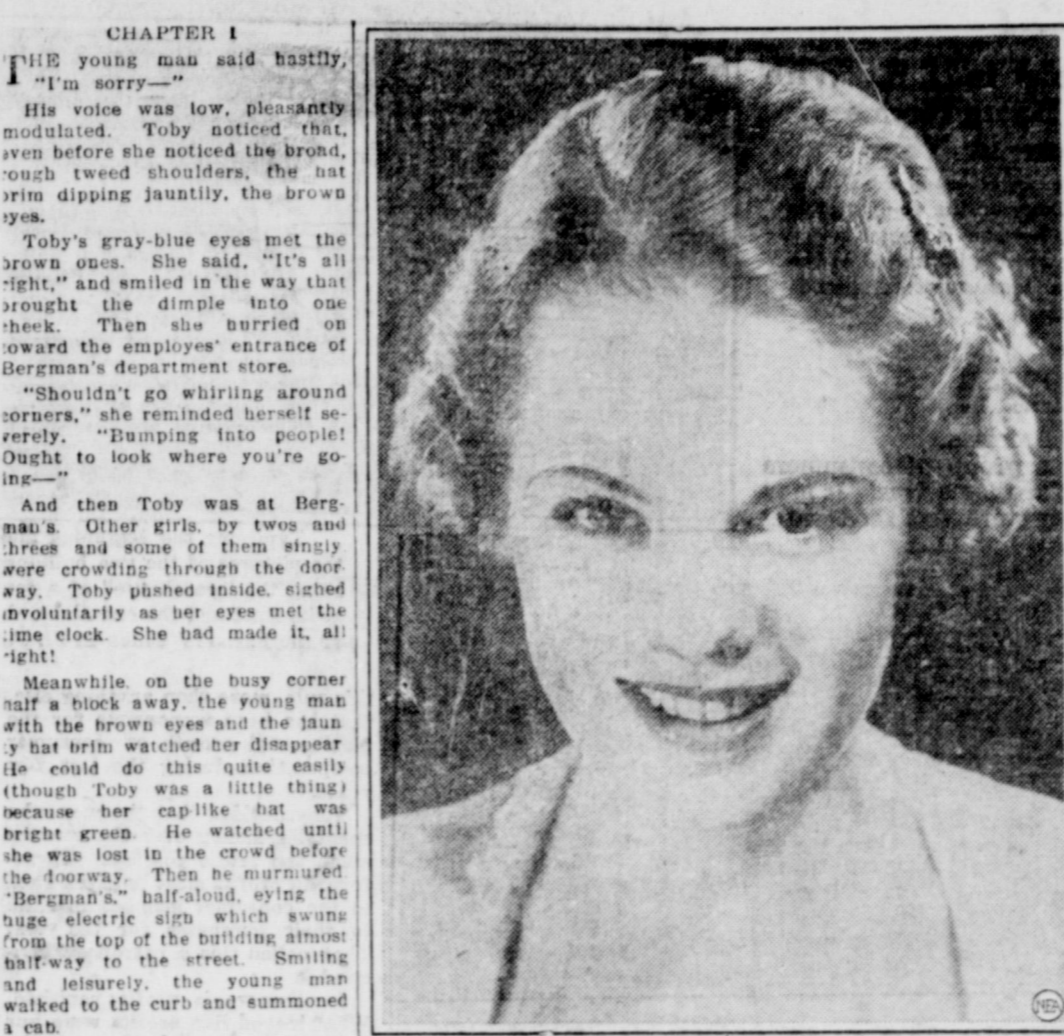 CHAPTER I
THE young man said hastily,
"I'm sorry—"
His voice was low, pleasantly
modulated. Toby noticed that,
even before she noticed the broad,
rough tweed shoulders, the hat
brim dipping jauntily, the brown
eyes.
Toby's gray-blue eyes met the
brown ones. She said, "It's all
right," and smiled in the way that
brought the dimple into one
cheek. Then she hurried on
toward the employes' entrance of
Bergman's department store.
"Shouldn't go whirling around
corners," she reminded herself se-
verely. "Bumping into people!
Ought to look where you're go-
ing—"
And then Toby was at Berg-
man's. Other girls, by twos and
threes and some of them singly
were crowding through the door-
way. Toby pushed inside, sighed
involuntarily as her eyes met the
time clock. She had made it, all
right!
Meanwhile, on the busy corner
half a block away, the young man
with the brown eyes and the jaun
ty hat brim watched her disappear
He could do this quite easily
(though Toby was a little thing)
because her cap-like hat was
bright green. He watched until
she was lost in the crowd before
the doorway. Then he murmured
"Bergman's," half-aloud, eying the
huge electric sign which swung
from the top of the building almost
half-way to the street. Smiling
and leisurely, the young man
walked to the curb and summoned
a cab.
NEA